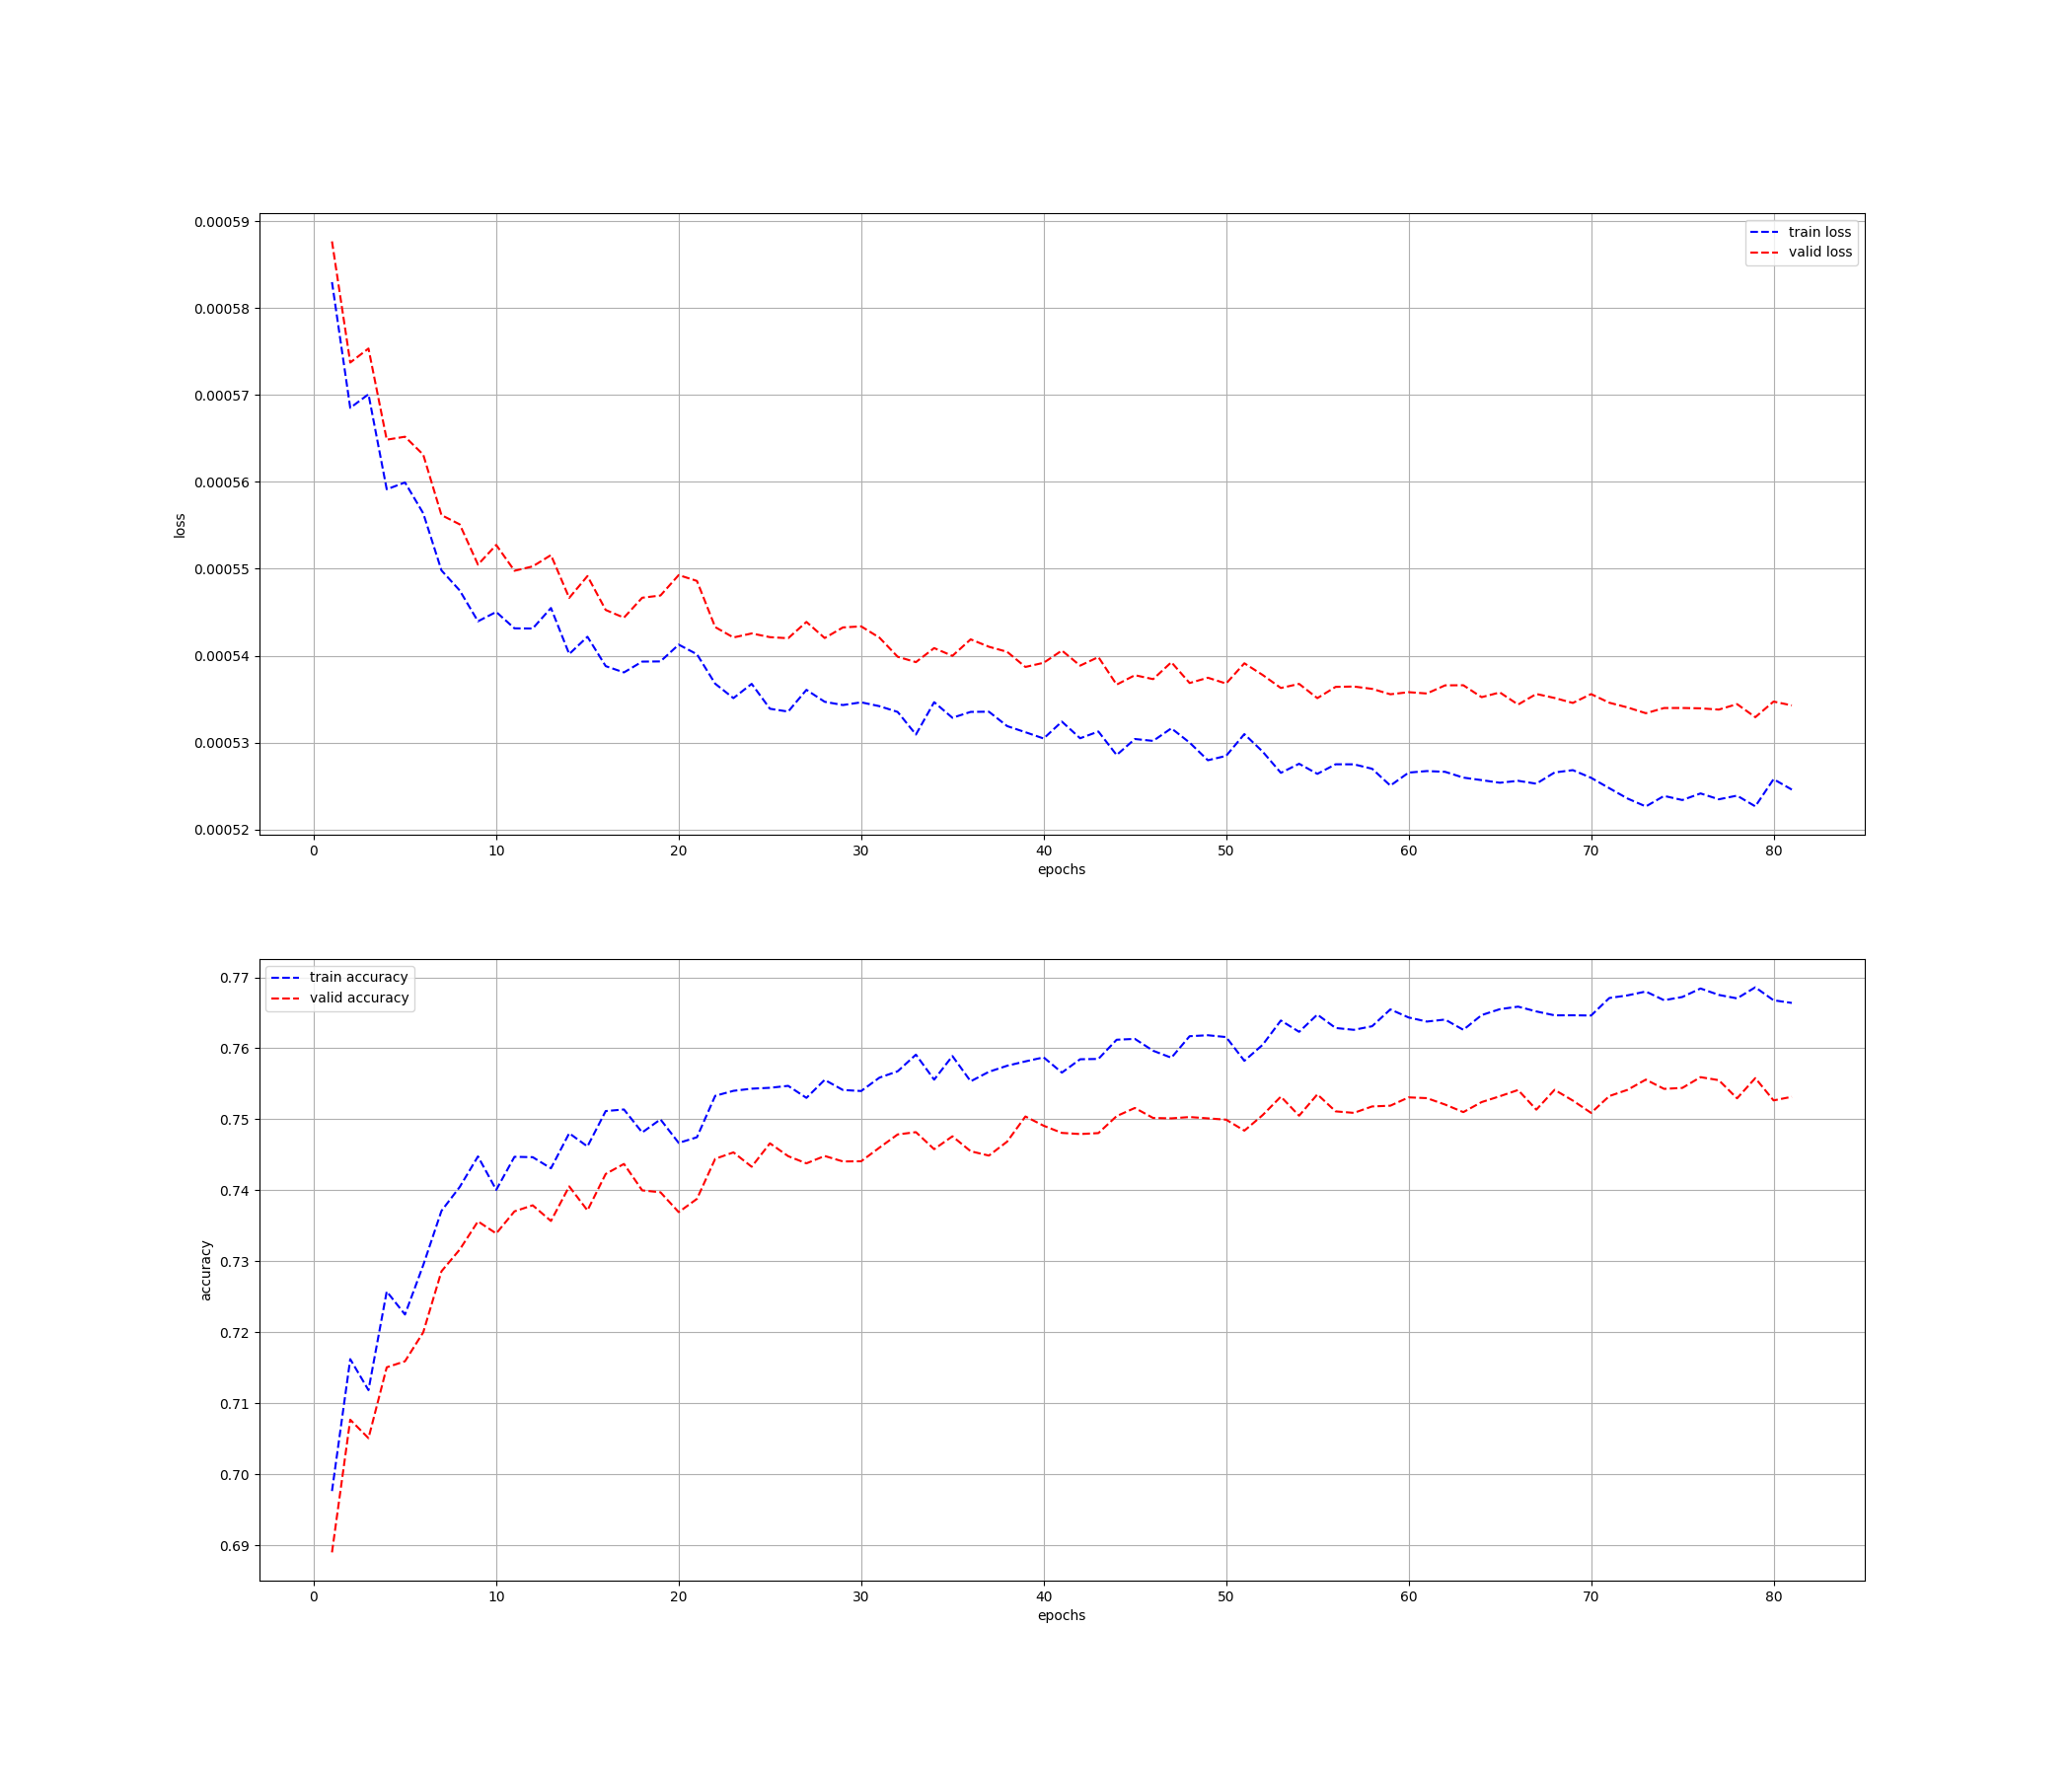 0.00059
0.00058
0.00057
0.00056
0.00055
0.00054
0.00053
0.00052
loss
train loss
valid loss
0 10 20 30 40 50 60 70 80
epochs
0.77
0.76
0.75
0.74
0.73
0.72
0.71
0.70
0.69
accuracy
train accuracy
valid accuracy
0 10 20 30 40 50 60 70 80
epochs